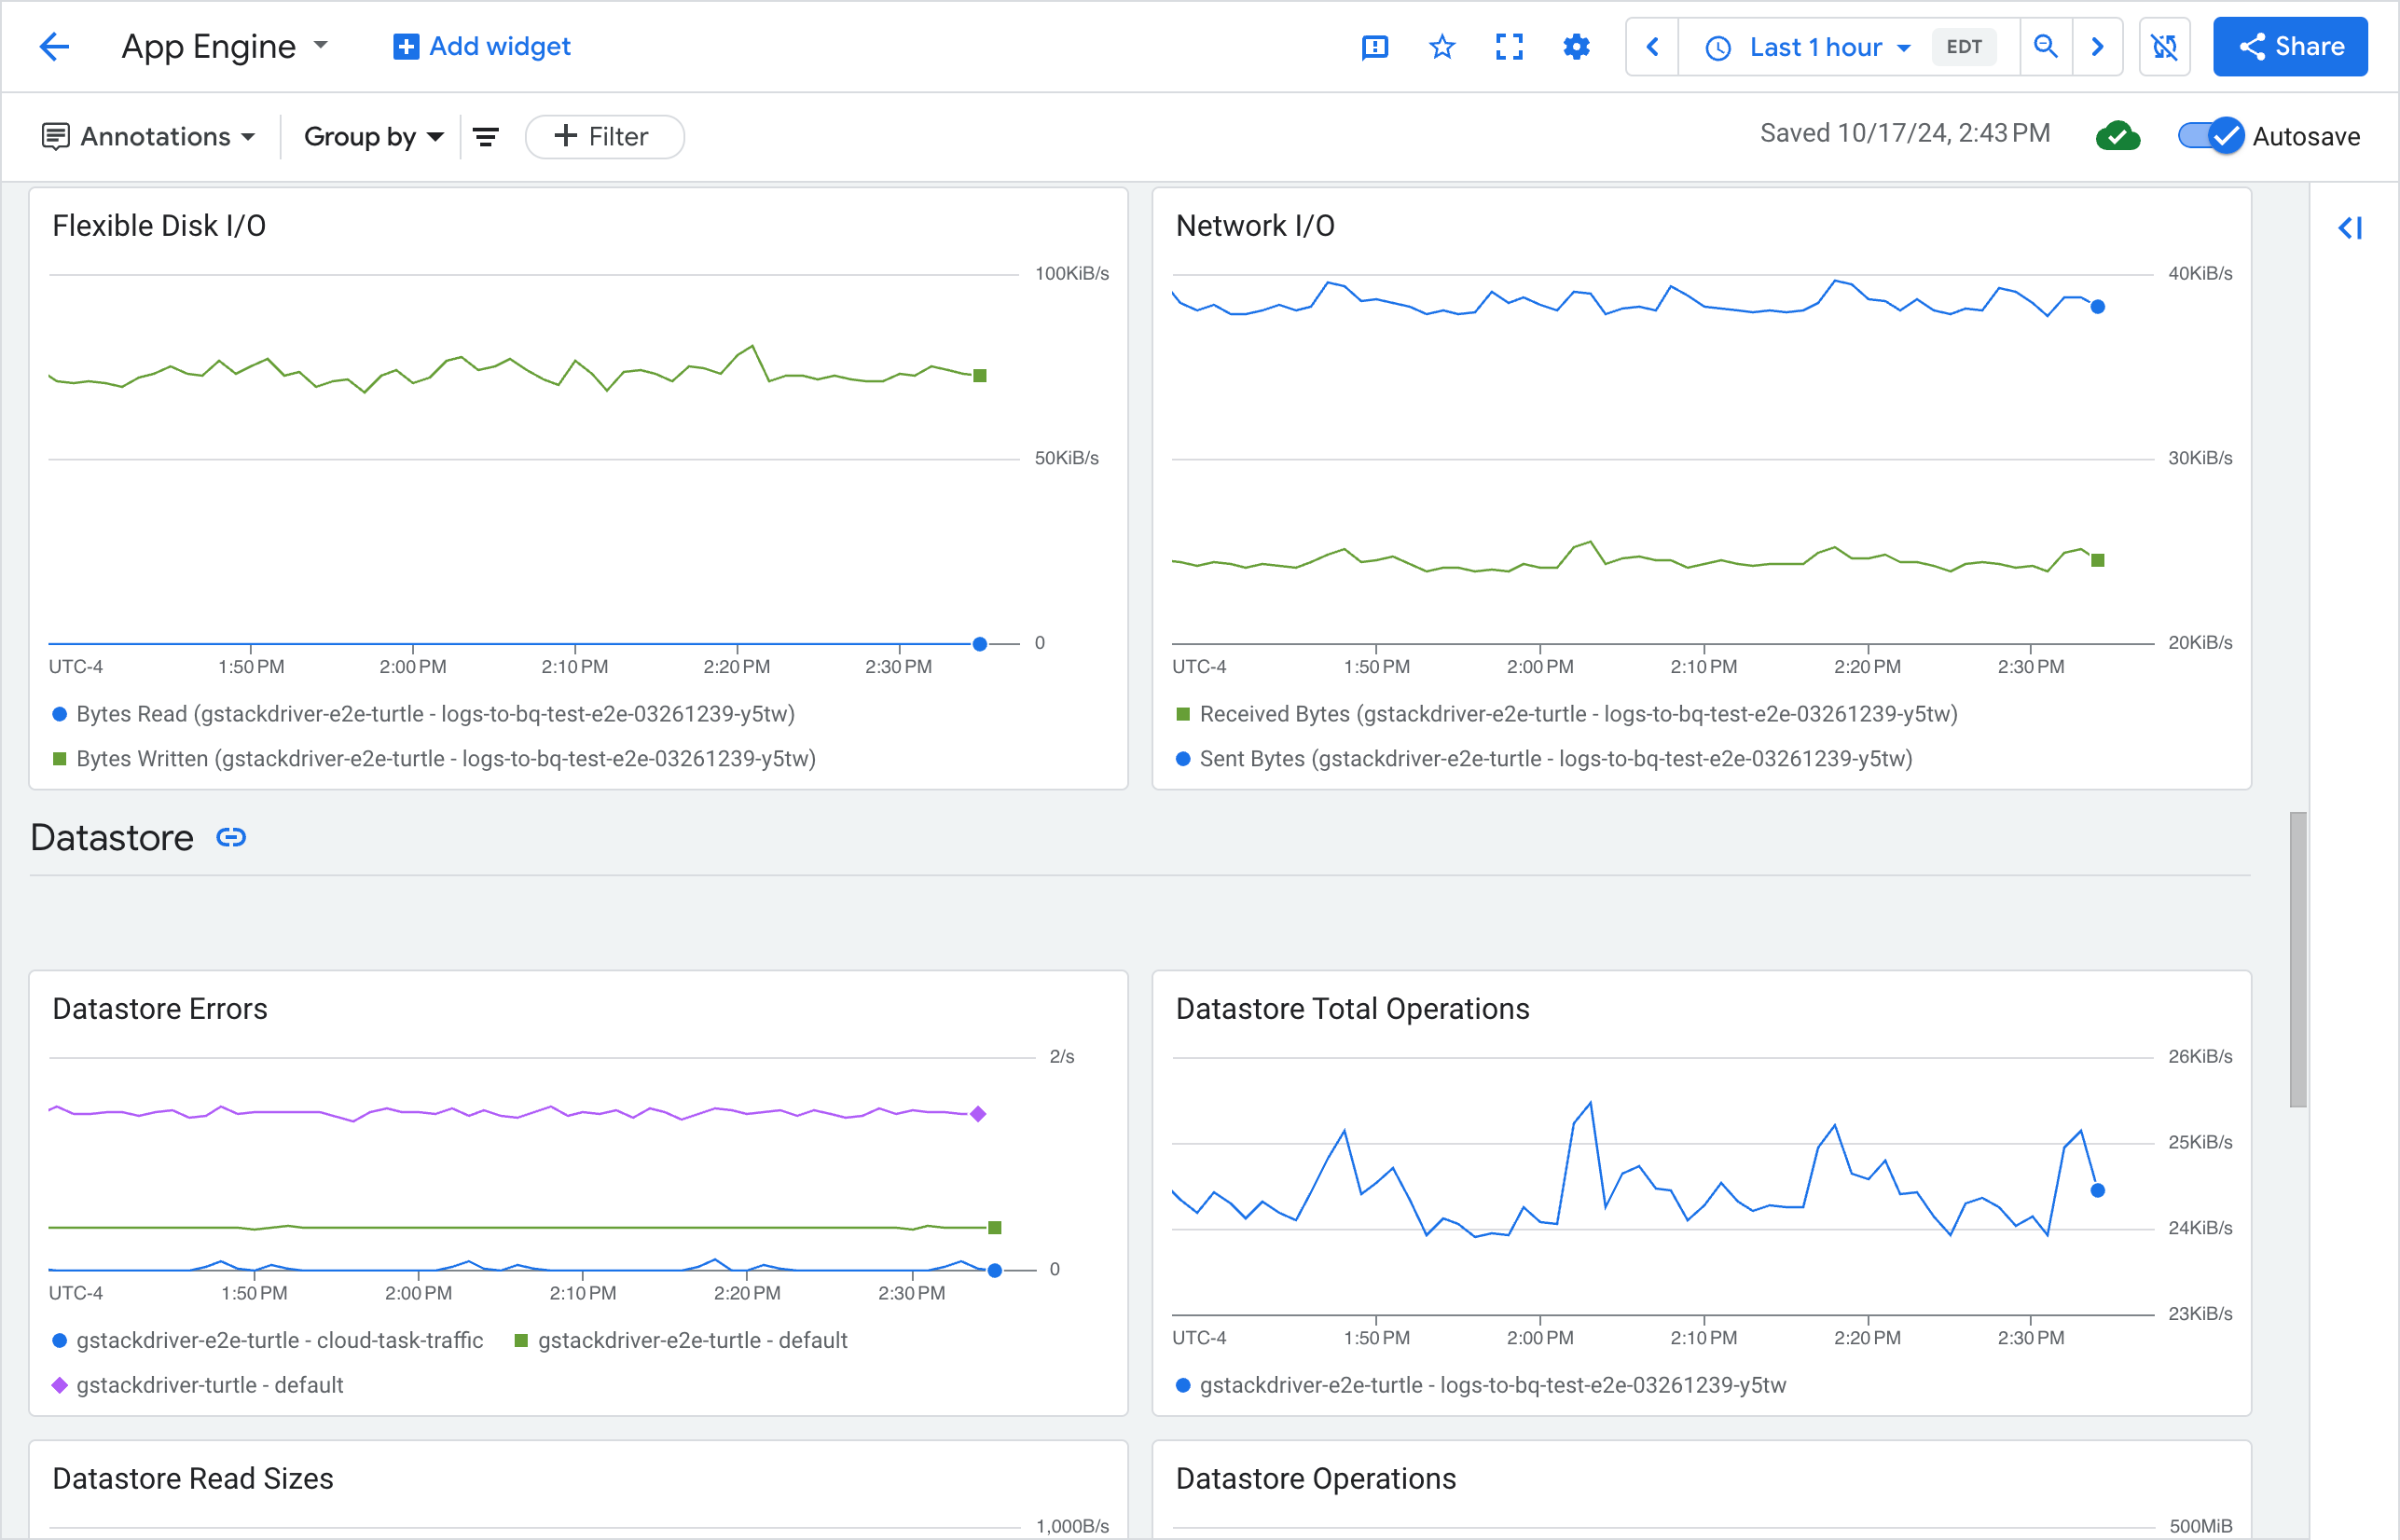 App Engine
Add widget
Last 1 hour
EDT
Share
Annotations
Group by
Filter
Saved 10/17/24, 2:43 PM
Autosave
Flexible Disk I/O
100KiB/s
50KiB/s
0
UTC-4 1:50 PM 2:00 PM 2:10 PM 2:20 PM 2:30 PM
Bytes Read (gstackdriver-e2e-turtle - logs-to-bq-test-e2e-03261239-y5tw)
Bytes Written (gstackdriver-e2e-turtle - logs-to-bq-test-e2e-03261239-y5tw)
Network I/O
40KiB/s
30KiB/s
20KiB/s
UTC-4 1:50 PM 2:00 PM 2:10 PM 2:20 PM 2:30 PM
Received Bytes (gstackdriver-e2e-turtle - logs-to-bq-test-e2e-03261239-y5tw)
Sent Bytes (gstackdriver-e2e-turtle - logs-to-bq-test-e2e-03261239-y5tw)
Datastore
Datastore Errors
2/s
0
UTC-4 1:50 PM 2:00 PM 2:10 PM 2:20 PM 2:30 PM
gstackdriver-e2e-turtle - cloud-task-traffic gstackdriver-e2e-turtle - default
gstackdriver-turtle - default
Datastore Total Operations
26KiB/s
25KiB/s
24KiB/s
23KiB/s
UTC-4 1:50 PM 2:00 PM 2:10 PM 2:20 PM 2:30 PM
gstackdriver-e2e-turtle - logs-to-bq-test-e2e-03261239-y5tw
Datastore Read Sizes
1,000B/s
Datastore Operations
500MiB